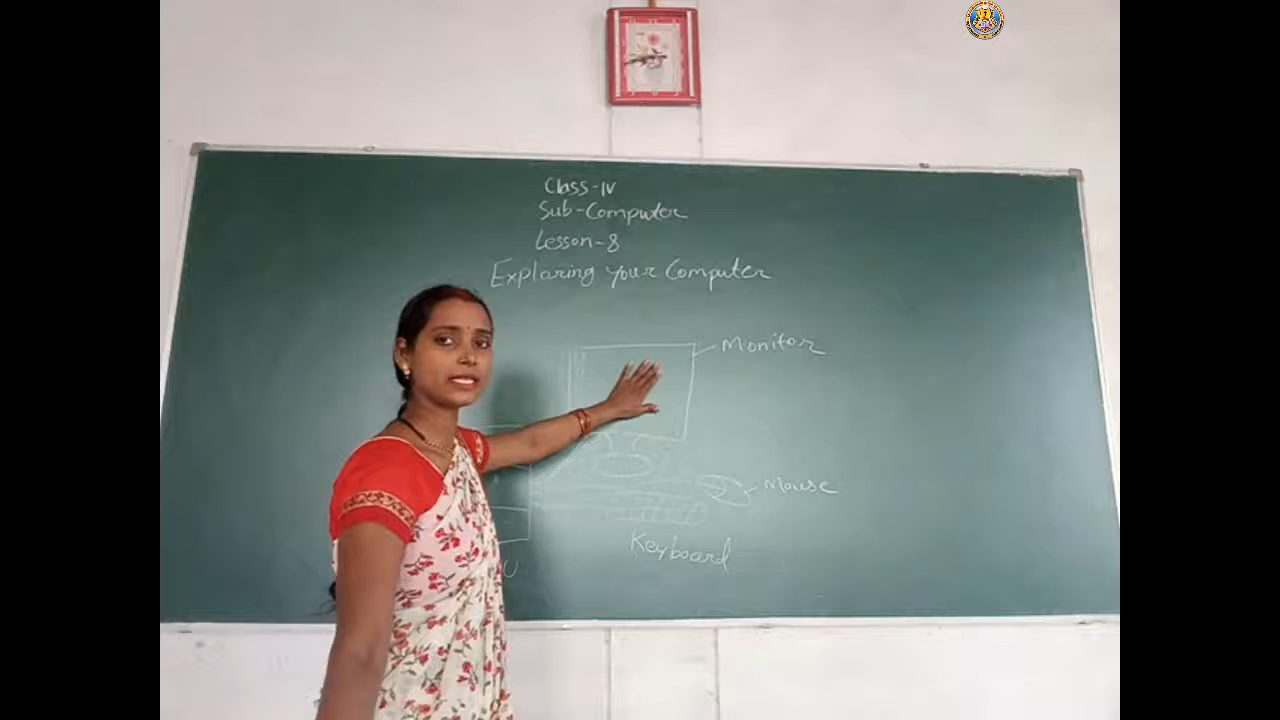 Class-IV
Sub-Computer
Lesson-8
Exploring your Computer
Monitor
Mouse
Keyboard
U